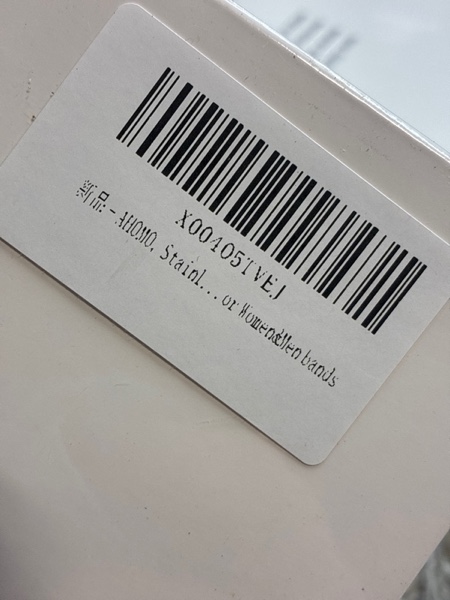 X004051VEJ
新品 - AHOMO, Stainl... or Women&Men bands